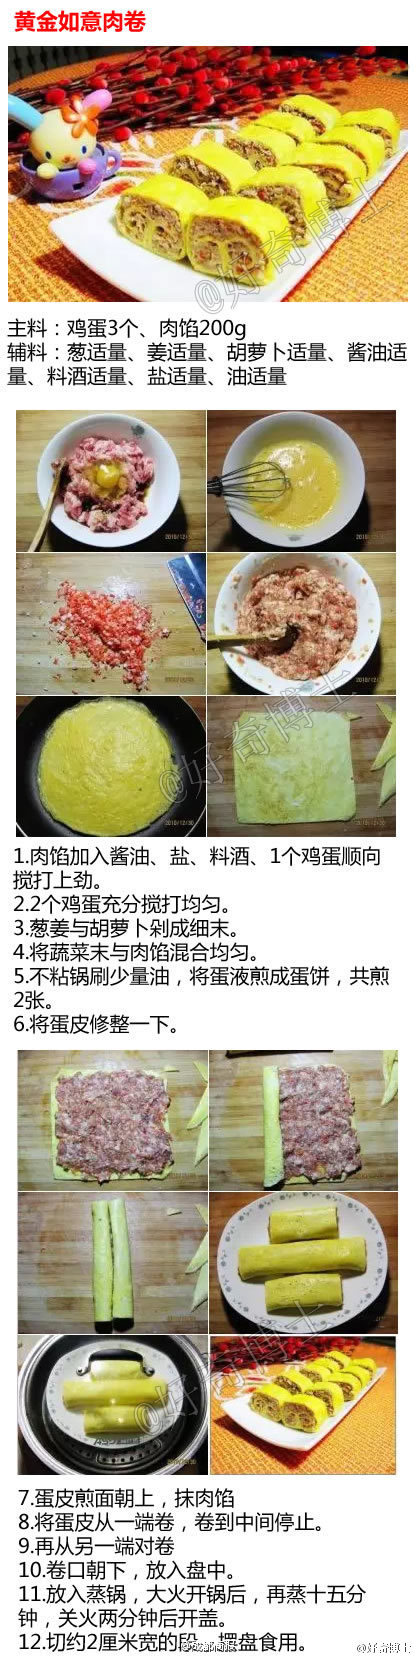 黄金如意肉卷
@好奇博士
主料：鸡蛋3个、肉馅200g
辅料：葱适量、姜适量、胡萝卜适量、酱油适
量、料酒适量、盐适量、油适量
@好奇博士
1.肉馅加入酱油、盐、料酒、1个鸡蛋顺向
搅打上劲。
2.2个鸡蛋充分搅打均匀。
3.葱姜与胡萝卜剁成细末。
4.将蔬菜末与肉馅混合均匀。
5.不粘锅刷少量油，将蛋液煎成蛋饼，共煎
2张。
6.将蛋皮修整一下。
@好奇博士
7.蛋皮煎面朝上，抹肉馅
8.将蛋皮从一端卷，卷到中间停止。
9.再从另一端对卷
10.卷口朝下，放入盘中。
11.放入蒸锅，大火开锅后，再蒸十五分
钟，关火两分钟后开盖。
12.切约2厘米宽的段，摆盘食用。
@成都商报
@好奇博士